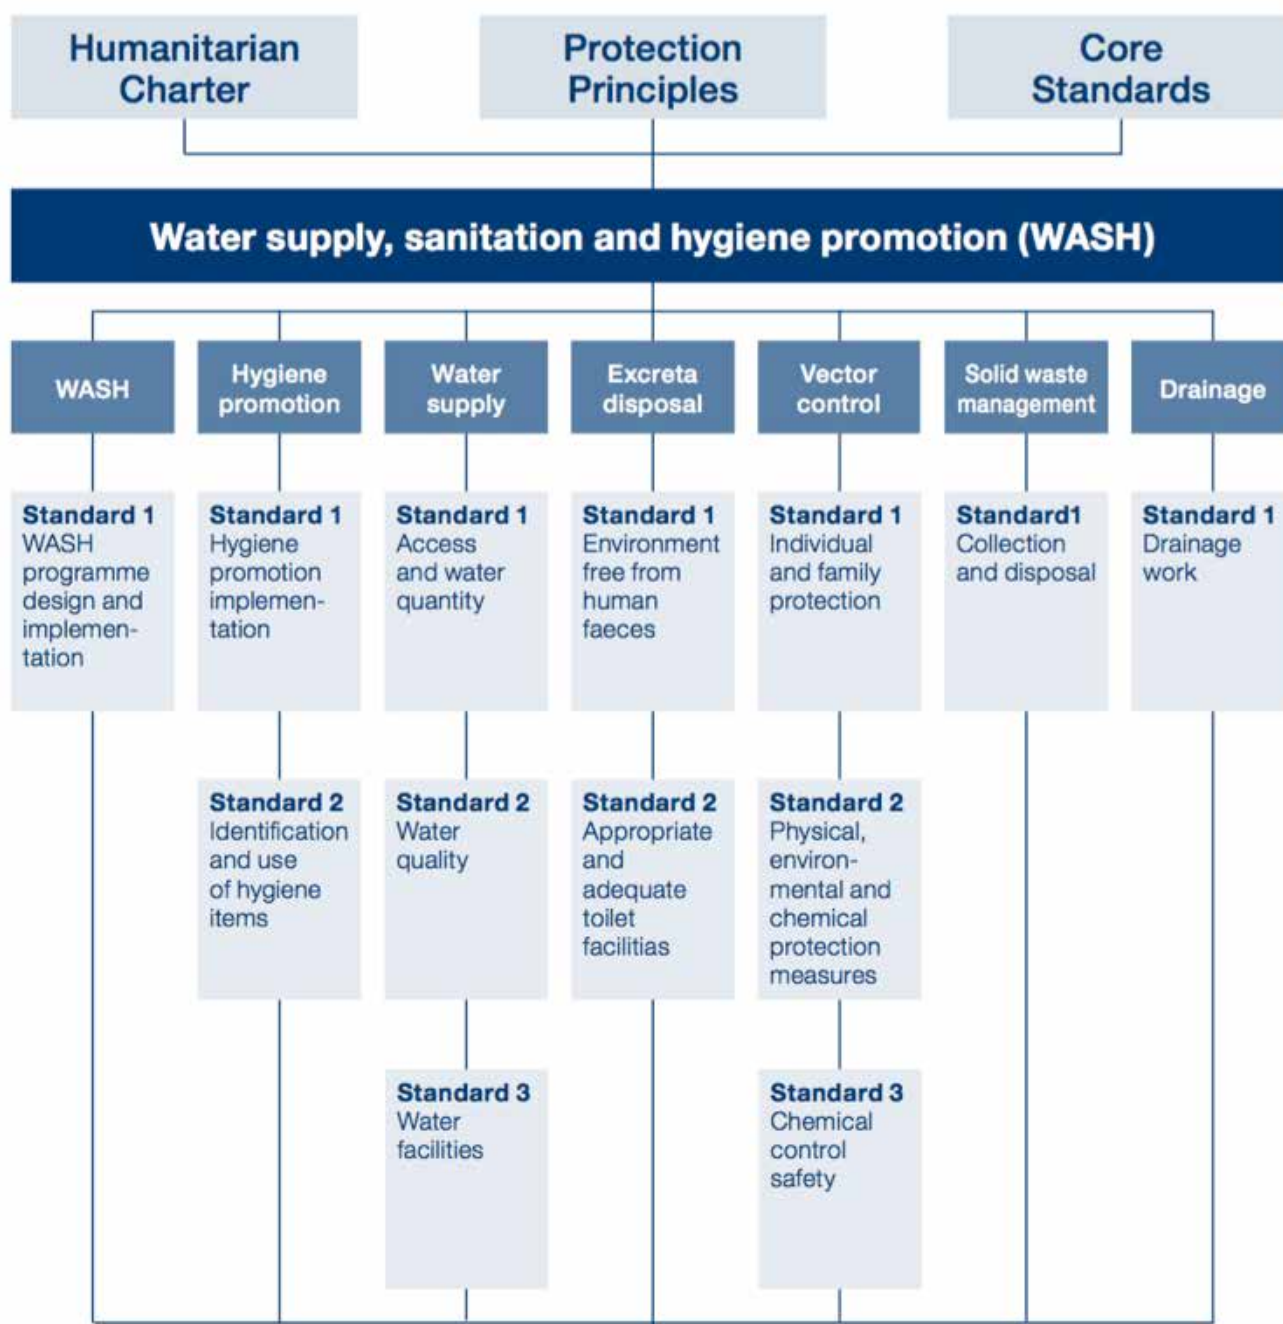 Humanitarian
Charter
Protection
Principles
Core
Standards
Water supply, sanitation and hygiene promotion (WASH)
WASH
Hygiene
promotion
Water
supply
Excreta
disposal
Vector
control
Solid waste
management
Drainage
Standard 1
WASH
programme
design and
implemen-
tation
Standard 1
Hygiene
promotion
implemen-
tation
Standard 1
Access
and water
quantity
Standard 1
Environment
free from
human
faeces
Standard 1
Individual
and family
protection
Standard1
Collection
and disposal
Standard 1
Drainage
work
Standard 2
Identification
and use
of hygiene
items
Standard 2
Water
quality
Standard 2
Appropriate
and
adequate
toilet
facilitias
Standard 2
Physical,
environ-
mental and
chemical
protection
measures
Standard 3
Water
facilities
Standard 3
Chemical
control
safety